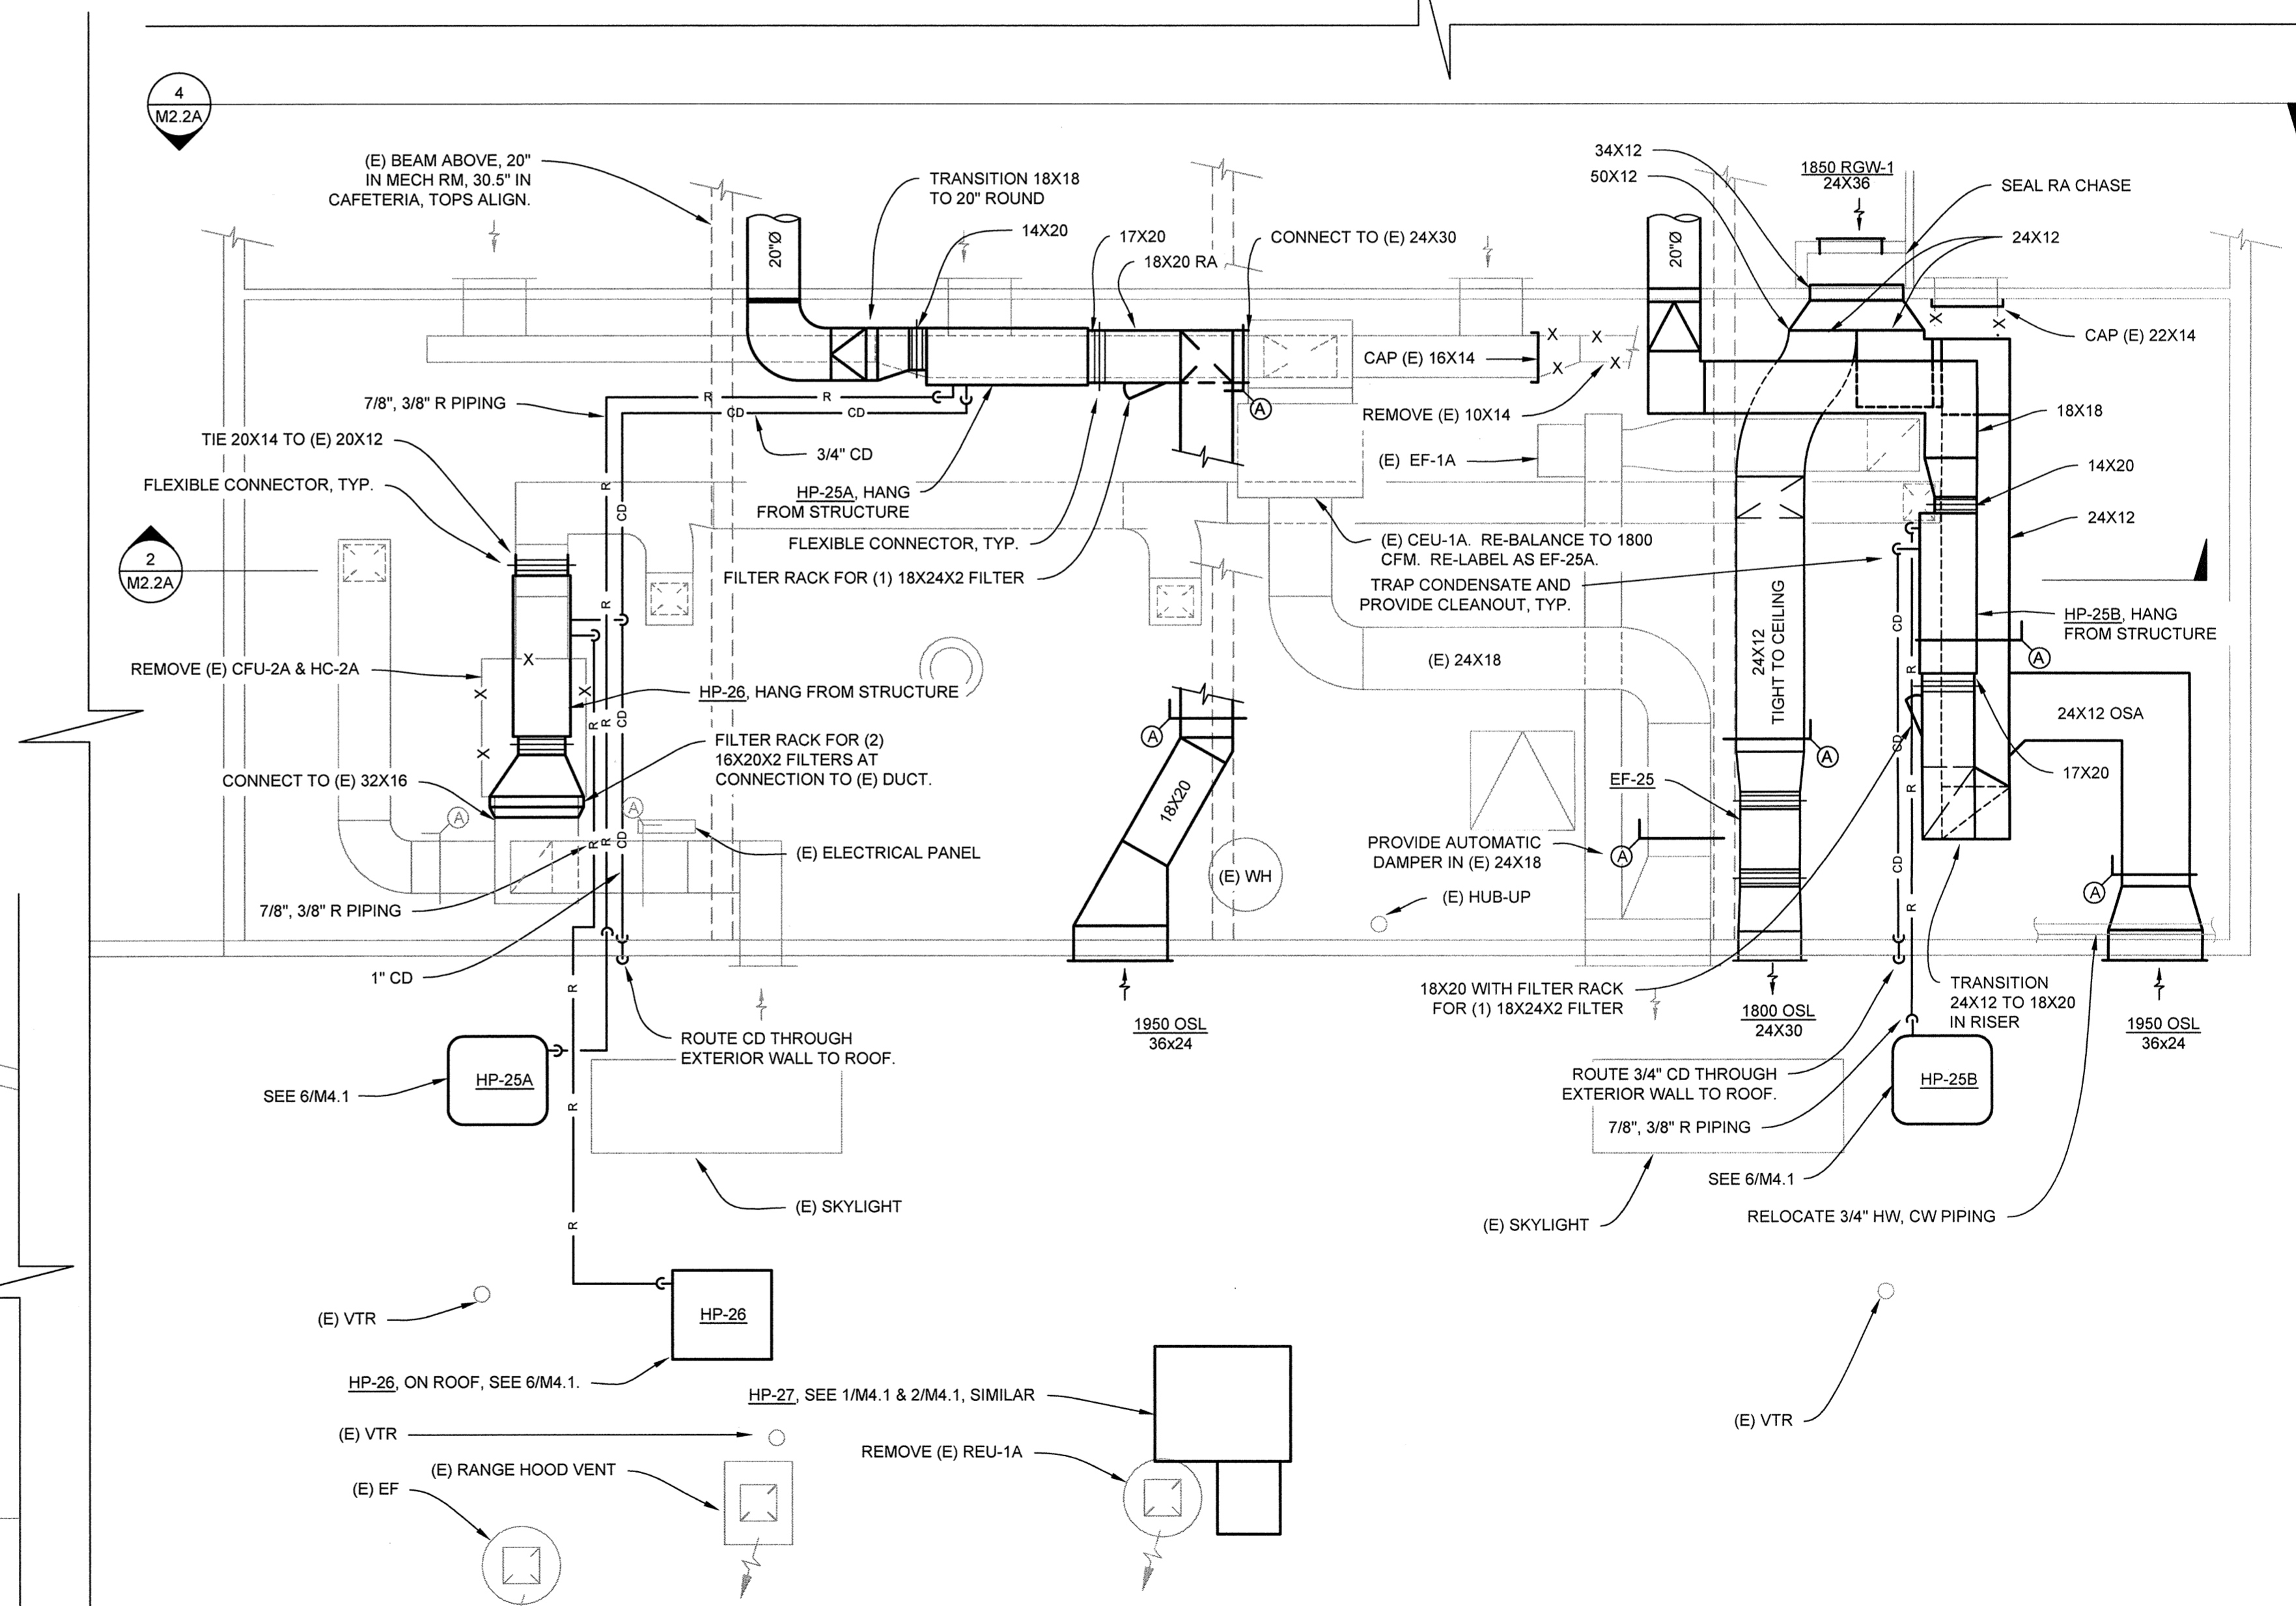 4
M2.2A
(E) BEAM ABOVE, 20"
IN MECH RM, 30.5" IN
CAFETERIA, TOPS ALIGN.
TRANSITION 18X18
TO 20" ROUND
14X20
17X20
18X20 RA
CONNECT TO (E) 24X30
34X12
50X12
1850 RGW-1
24X36
SEAL RA CHASE
24X12
20"Ø
20"Ø
CAP (E) 16X14
X
X
X
X
X
X
CAP (E) 22X14
7/8", 3/8" R PIPING
R
R
CD
CD
A
REMOVE (E) 10X14
18X18
TIE 20X14 TO (E) 20X12
3/4" CD
(E) EF-1A
14X20
FLEXIBLE CONNECTOR, TYP.
R
CD
HP-25A, HANG
FROM STRUCTURE
24X12
2
M2.2A
FLEXIBLE CONNECTOR, TYP.
FILTER RACK FOR (1) 18X24X2 FILTER
(E) CEU-1A. RE-BALANCE TO 1800
CFM. RE-LABEL AS EF-25A.
TRAP CONDENSATE AND
PROVIDE CLEANOUT, TYP.
R
CD
HP-25B, HANG
FROM STRUCTURE
REMOVE (E) CFU-2A & HC-2A
X
X
X
X
HP-26, HANG FROM STRUCTURE
(E) 24X18
24X12
TIGHT TO CEILING
R
A
R
R
CD
24X12 OSA
FILTER RACK FOR (2)
16X20X2 FILTERS AT
CONNECTION TO (E) DUCT.
A
A
CD
CONNECT TO (E) 32X16
18X20
EF-25
R
17X20
A
A
(E) ELECTRICAL PANEL
R
R
CD
PROVIDE AUTOMATIC
DAMPER IN (E) 24X18
A
CD
(E) WH
A
7/8", 3/8" R PIPING
(E) HUB-UP
R
1" CD
R
18X20 WITH FILTER RACK
FOR (1) 18X24X2 FILTER
TRANSITION
24X12 TO 18X20
IN RISER
1950 OSL
36x24
1800 OSL
24X30
1950 OSL
36x24
ROUTE CD THROUGH
EXTERIOR WALL TO ROOF.
HP-25A
SEE 6/M4.1
R
ROUTE 3/4" CD THROUGH
EXTERIOR WALL TO ROOF.
HP-25B
7/8", 3/8" R PIPING
SEE 6/M4.1
(E) SKYLIGHT
R
(E) SKYLIGHT
RELOCATE 3/4" HW, CW PIPING
(E) VTR
HP-26
HP-26, ON ROOF, SEE 6/M4.1.
HP-27, SEE 1/M4.1 & 2/M4.1, SIMILAR
(E) VTR
(E) VTR
REMOVE (E) REU-1A
(E) RANGE HOOD VENT
(E) EF